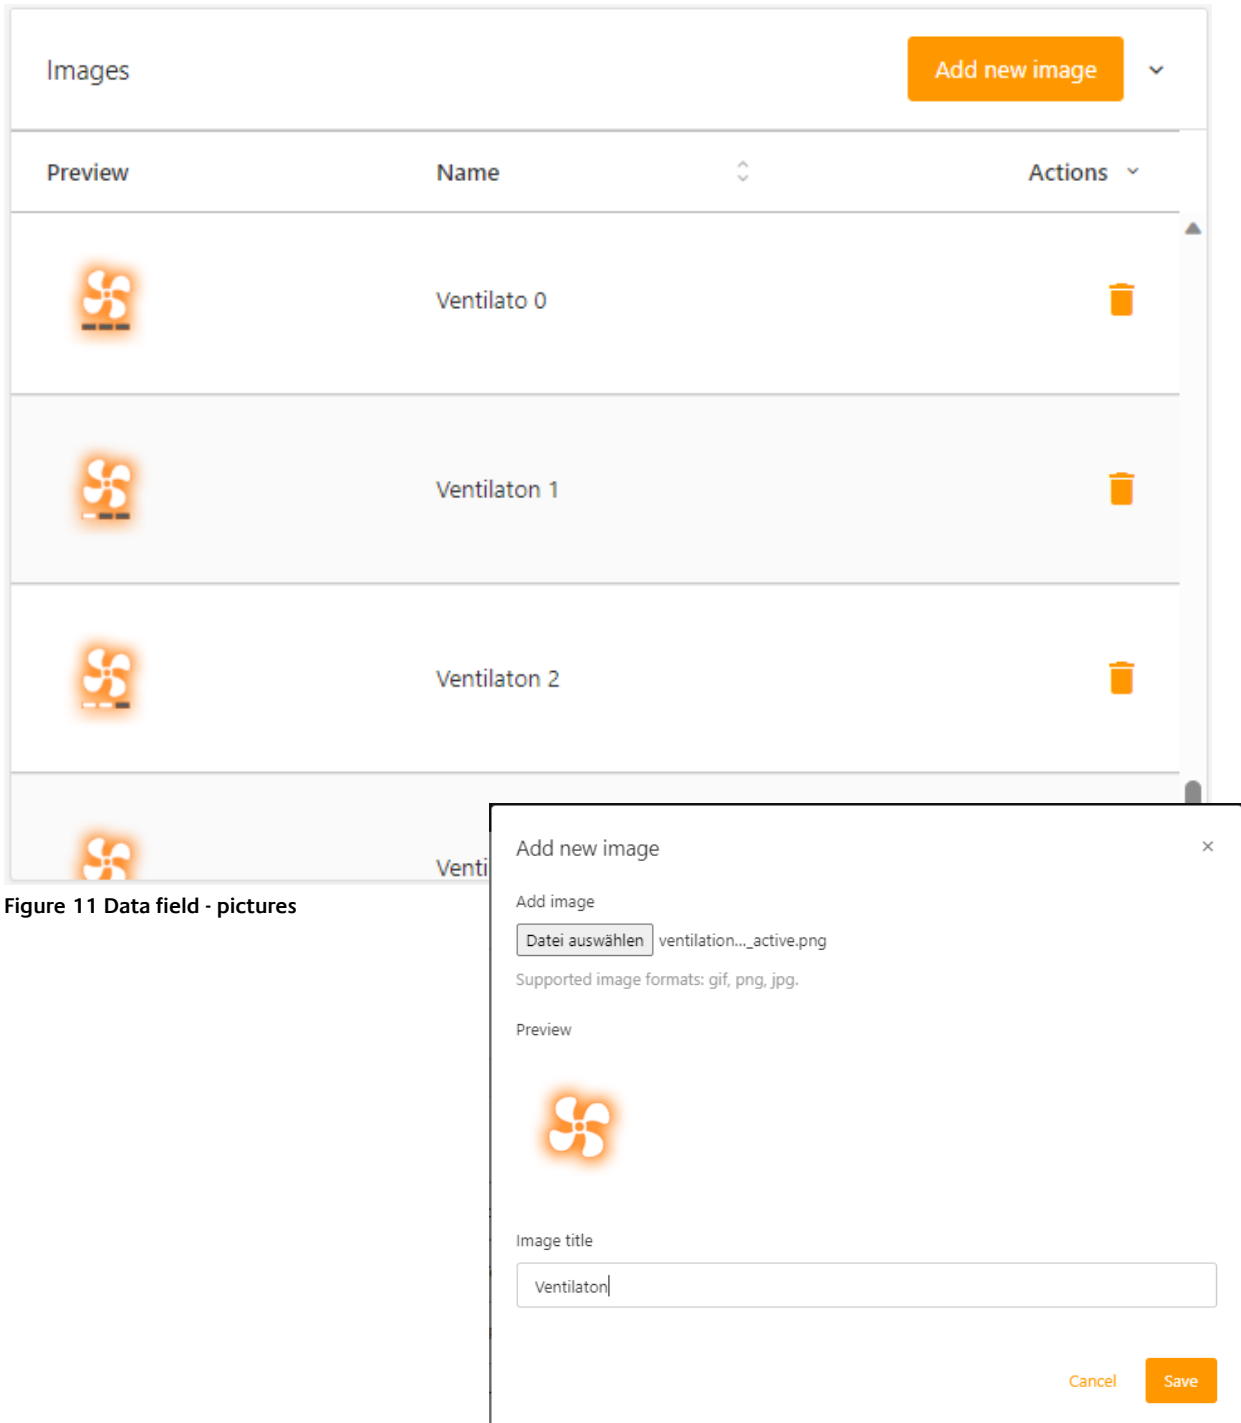 Images
Add new image
Preview Name Actions
Ventilato 0
Ventilaton 1
Ventilaton 2
Venti
Figure 11 Data field - pictures
Add new image
Add image
Datei auswählen ventilation..._active.png
Supported image formats: gif, png, jpg.
Preview
Image title
Ventilaton
Cancel Save